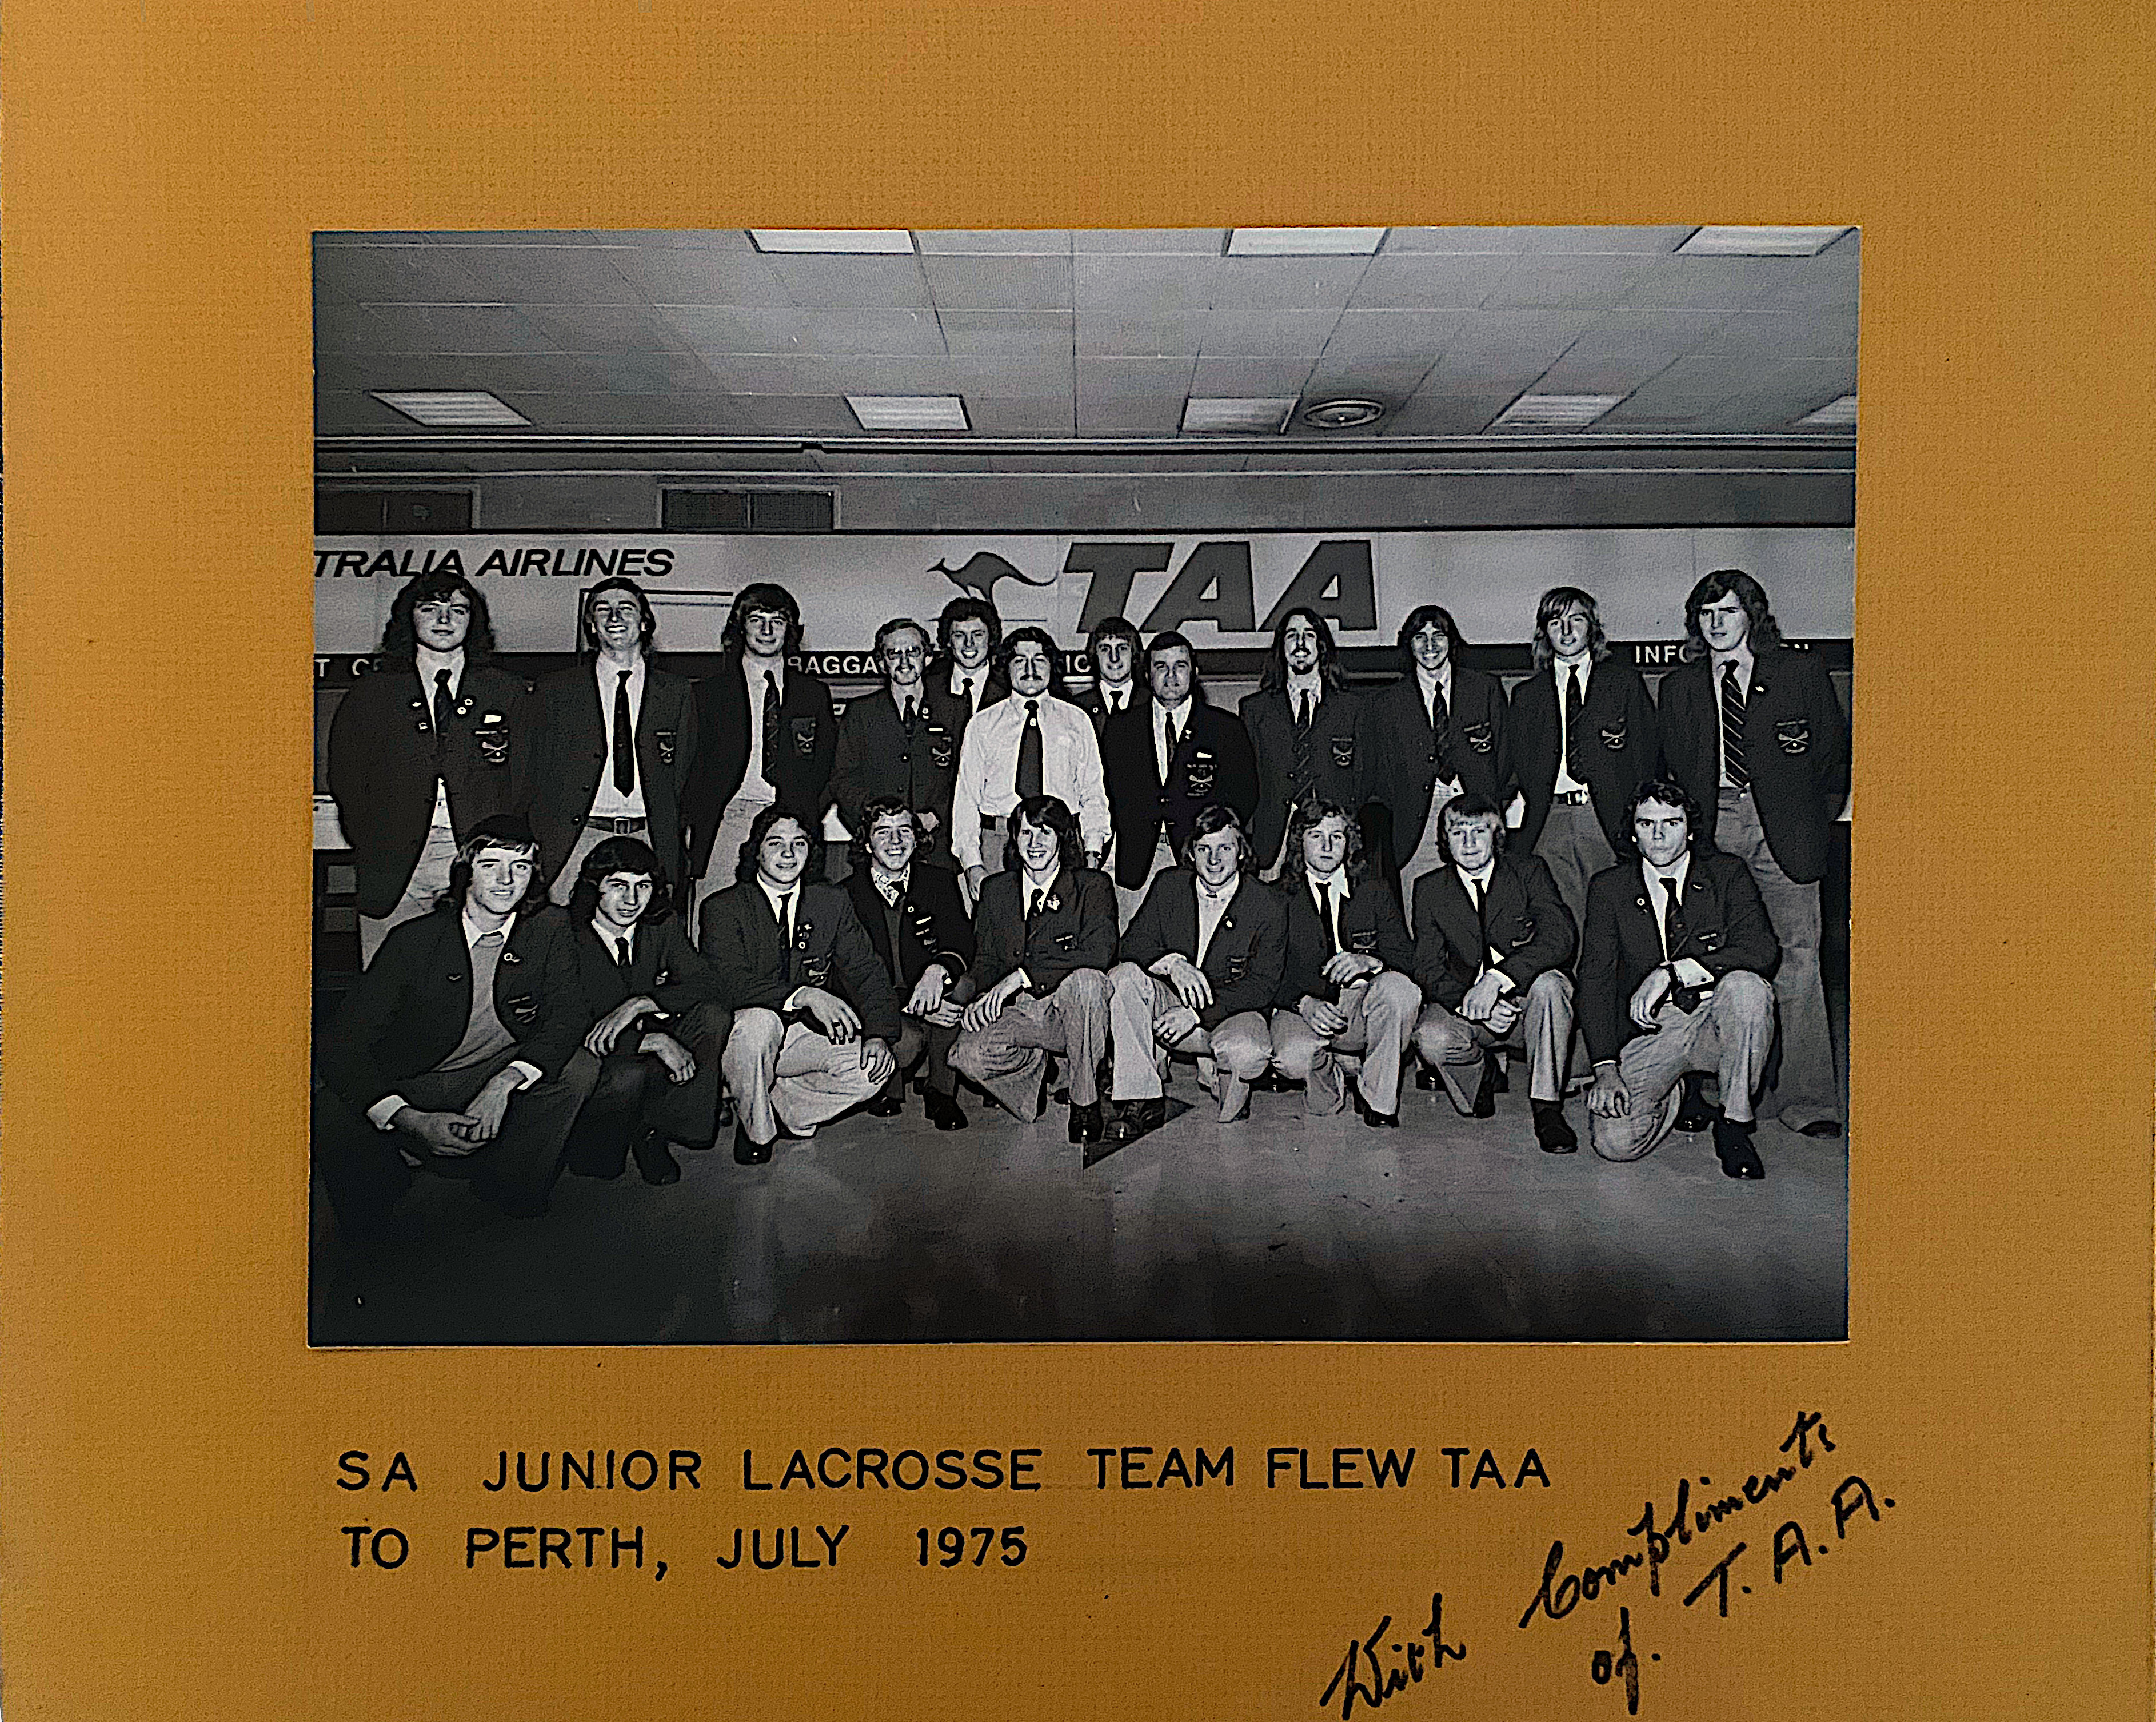 TRALIA AIRLINES
TAA
BAGGA
INFO
SA JUNIOR LACROSSE TEAM FLEW TAA
TO PERTH, JULY 1975
With Compliments
of. T.A.A.